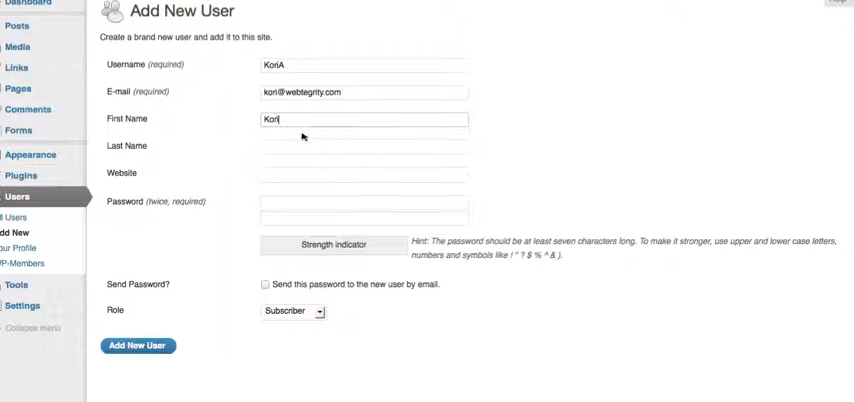 Dashboard
Add New User
Help
Posts
Create a brand new user and add it to this site.
Media
Username (required)
KoriA
Links
E-mail (required)
kori@webtegrity.com
Pages
Comments
First Name
Kori
Forms
Last Name
Appearance
Plugins
Website
Users
Password (twice, required)
ll Users
dd New
Strength indicator
Hint: The password should be at least seven characters long. To make it stronger, use upper and lower case letters,
numbers and symbols like ! " ? $ % ^ & ).
our Profile
VP-Members
Tools
Send Password?
Send this password to the new user by email.
Settings
Role
Subscriber
Collapse menu
Add New User